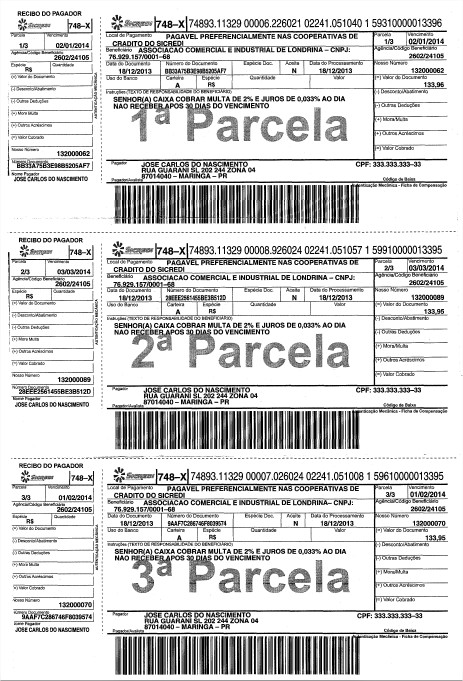 RECIBO DO PAGADOR
748-X
748-X 74893.11329 00006.226021 02241.051040 1 59310000013396
Parcela Vencimento
1/3 02/01/2014
Local de Pagamento PAGAVEL PREFERENCIALMENTE NAS COOPERATIVAS DE
CRADITO DO SICREDI
Parcela Vencimento
1/3 02/01/2014
Agência/Código Beneficiário
2602/24105
Beneficiário ASSOCIACAO COMERCIAL E INDUSTRIAL DE LONDRINA - CNPJ:
76.929.157/0001-68
Agência/Código Beneficiário
2602/24105
Espécie Quantidade
R$
Data do Documento Número do Documento Espécie Doc. Aceite Data do Processamento
18/12/2013 BB33A75B3E98B5205AF7 N 18/12/2013
Nosso Número
132000062
(=) Valor do Documento
Uso do Banco Carteira Espécie Quantidade Valor
A R$
(=) Valor do Documento
133,96
(-) Desconto/Abatimento
(-) Outras Deduções
(+) Mora/Multa
(+) Outros Acréscimos
(=) Valor Cobrado
Instruções (TEXTO DE RESPONSABILIDADE DO BENEFICIÁRIO)
SENHOR(A) CAIXA COBRAR MULTA DE 2% E JUROS DE 0,033% AO DIA
NAO RECEBER APOS 30 DIAS DO VENCIMENTO
1ª Parcela
(-) Desconto/Abatimento
(-) Outras Deduções
(+) Mora/Multa
(+) Outros Acréscimos
(=) Valor Cobrado
Nosso Número
132000062
Número Documento
BB33A75B3E98B5205AF7
Nome Pagador
JOSE CARLOS DO NASCIMENTO
AUTENTICAÇÃO MECÂNICA
Pagador JOSE CARLOS DO NASCIMENTO CPF: 333.333.333-33
RUA GUARANI SL 202 244 ZONA 04
87014040 - MARINGA - PR
Pagador/Avalista
Código de Baixa
Autenticação Mecânica - Ficha de Compensação
RECIBO DO PAGADOR
748-X
748-X 74893.11329 00008.926024 02241.051057 1 59910000013395
Parcela Vencimento
2/3 03/03/2014
Local de Pagamento PAGAVEL PREFERENCIALMENTE NAS COOPERATIVAS DE
CRADITO DO SICREDI
Parcela Vencimento
2/3 03/03/2014
Agência/Código Beneficiário
2602/24105
Beneficiário ASSOCIACAO COMERCIAL E INDUSTRIAL DE LONDRINA - CNPJ:
76.929.157/0001-68
Agência/Código Beneficiário
2602/24105
Espécie Quantidade
R$
Data do Documento Número do Documento Espécie Doc. Aceite Data do Processamento
18/12/2013 28EEE2561455BE3B512D N 18/12/2013
Nosso Número
132000089
(=) Valor do Documento
Uso do Banco Carteira Espécie Quantidade Valor
A R$
(=) Valor do Documento
133,95
(-) Desconto/Abatimento
(-) Outras Deduções
(+) Mora/Multa
(+) Outros Acréscimos
(=) Valor Cobrado
Instruções (TEXTO DE RESPONSABILIDADE DO BENEFICIÁRIO)
SENHOR(A) CAIXA COBRAR MULTA DE 2% E JUROS DE 0,033% AO DIA
NAO RECEBER APOS 30 DIAS DO VENCIMENTO
2ª Parcela
(-) Desconto/Abatimento
(-) Outras Deduções
(+) Mora/Multa
(+) Outros Acréscimos
(=) Valor Cobrado
Nosso Número
132000089
Número Documento
28EEE2561455BE3B512D
Nome Pagador
JOSE CARLOS DO NASCIMENTO
AUTENTICAÇÃO MECÂNICA
Pagador JOSE CARLOS DO NASCIMENTO CPF: 333.333.333-33
RUA GUARANI SL 202 244 ZONA 04
87014040 - MARINGA - PR
Pagador/Avalista
Código de Baixa
Autenticação Mecânica - Ficha de Compensação
RECIBO DO PAGADOR
748-X
748-X 74893.11329 00007.026024 02241.051008 1 59610000013395
Parcela Vencimento
3/3 01/02/2014
Local de Pagamento PAGAVEL PREFERENCIALMENTE NAS COOPERATIVAS DE
CRADITO DO SICREDI
Parcela Vencimento
3/3 01/02/2014
Agência/Código Beneficiário
2602/24105
Beneficiário ASSOCIACAO COMERCIAL E INDUSTRIAL DE LONDRINA - CNPJ:
76.929.157/0001-68
Agência/Código Beneficiário
2602/24105
Espécie Quantidade
R$
Data do Documento Número do Documento Espécie Doc. Aceite Data do Processamento
18/12/2013 9AAF7C286746F8039574 N 18/12/2013
Nosso Número
132000070
(=) Valor do Documento
Uso do Banco Carteira Espécie Quantidade Valor
A R$
(=) Valor do Documento
133,95
(-) Desconto/Abatimento
(-) Outras Deduções
(+) Mora/Multa
(+) Outros Acréscimos
(=) Valor Cobrado
Instruções (TEXTO DE RESPONSABILIDADE DO BENEFICIÁRIO)
SENHOR(A) CAIXA COBRAR MULTA DE 2% E JUROS DE 0,033% AO DIA
NAO RECEBER APOS 30 DIAS DO VENCIMENTO
3ª Parcela
(-) Desconto/Abatimento
(-) Outras Deduções
(+) Mora/Multa
(+) Outros Acréscimos
(=) Valor Cobrado
Nosso Número
132000070
Número Documento
9AAF7C286746F8039574
Nome Pagador
JOSE CARLOS DO NASCIMENTO
AUTENTICAÇÃO MECÂNICA
Pagador JOSE CARLOS DO NASCIMENTO CPF: 333.333.333-33
RUA GUARANI SL 202 244 ZONA 04
87014040 - MARINGA - PR
Pagador/Avalista
Código de Baixa
Autenticação Mecânica - Ficha de Compensação